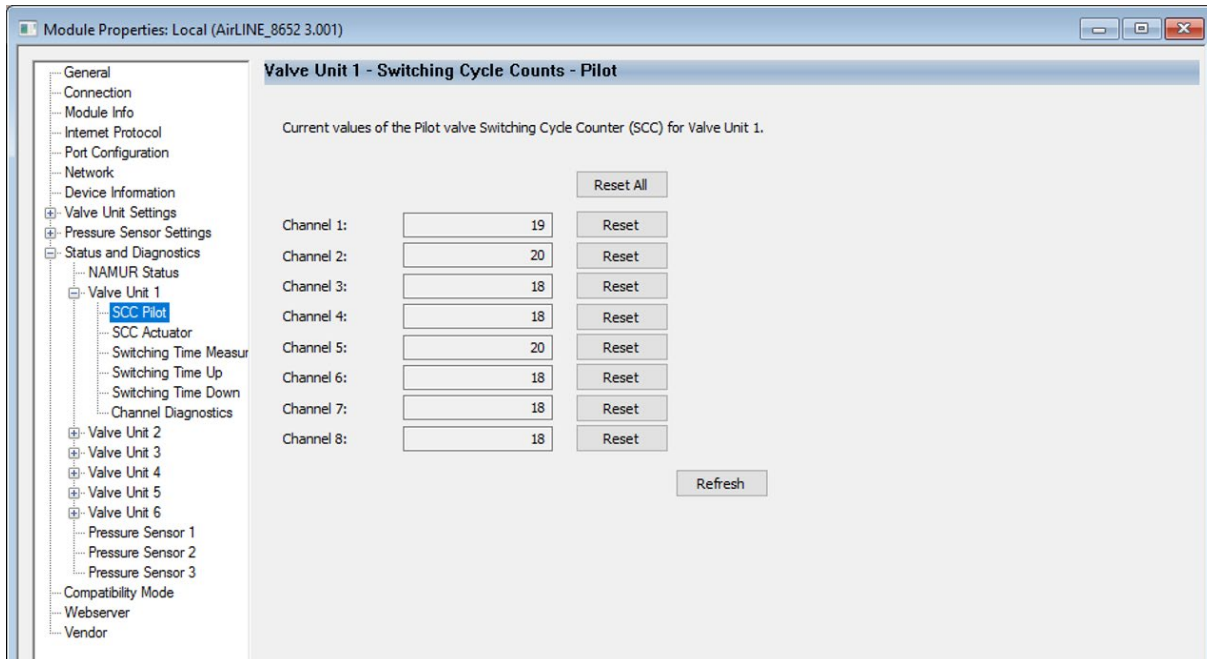 Module Properties: Local (AirLINE_8652 3.001)
General
Connection
Module Info
Internet Protocol
Port Configuration
Network
Device Information
Valve Unit Settings
Pressure Sensor Settings
Status and Diagnostics
NAMUR Status
Valve Unit 1
SCC Pilot
SCC Actuator
Switching Time Measur
Switching Time Up
Switching Time Down
Channel Diagnostics
Valve Unit 2
Valve Unit 3
Valve Unit 4
Valve Unit 5
Valve Unit 6
Pressure Sensor 1
Pressure Sensor 2
Pressure Sensor 3
Compatibility Mode
Webserver
Vendor
Valve Unit 1 - Switching Cycle Counts - Pilot
Current values of the Pilot valve Switching Cycle Counter (SCC) for Valve Unit 1.
Reset All
Channel 1: 19 Reset
Channel 2: 20 Reset
Channel 3: 18 Reset
Channel 4: 18 Reset
Channel 5: 20 Reset
Channel 6: 18 Reset
Channel 7: 18 Reset
Channel 8: 18 Reset
Refresh